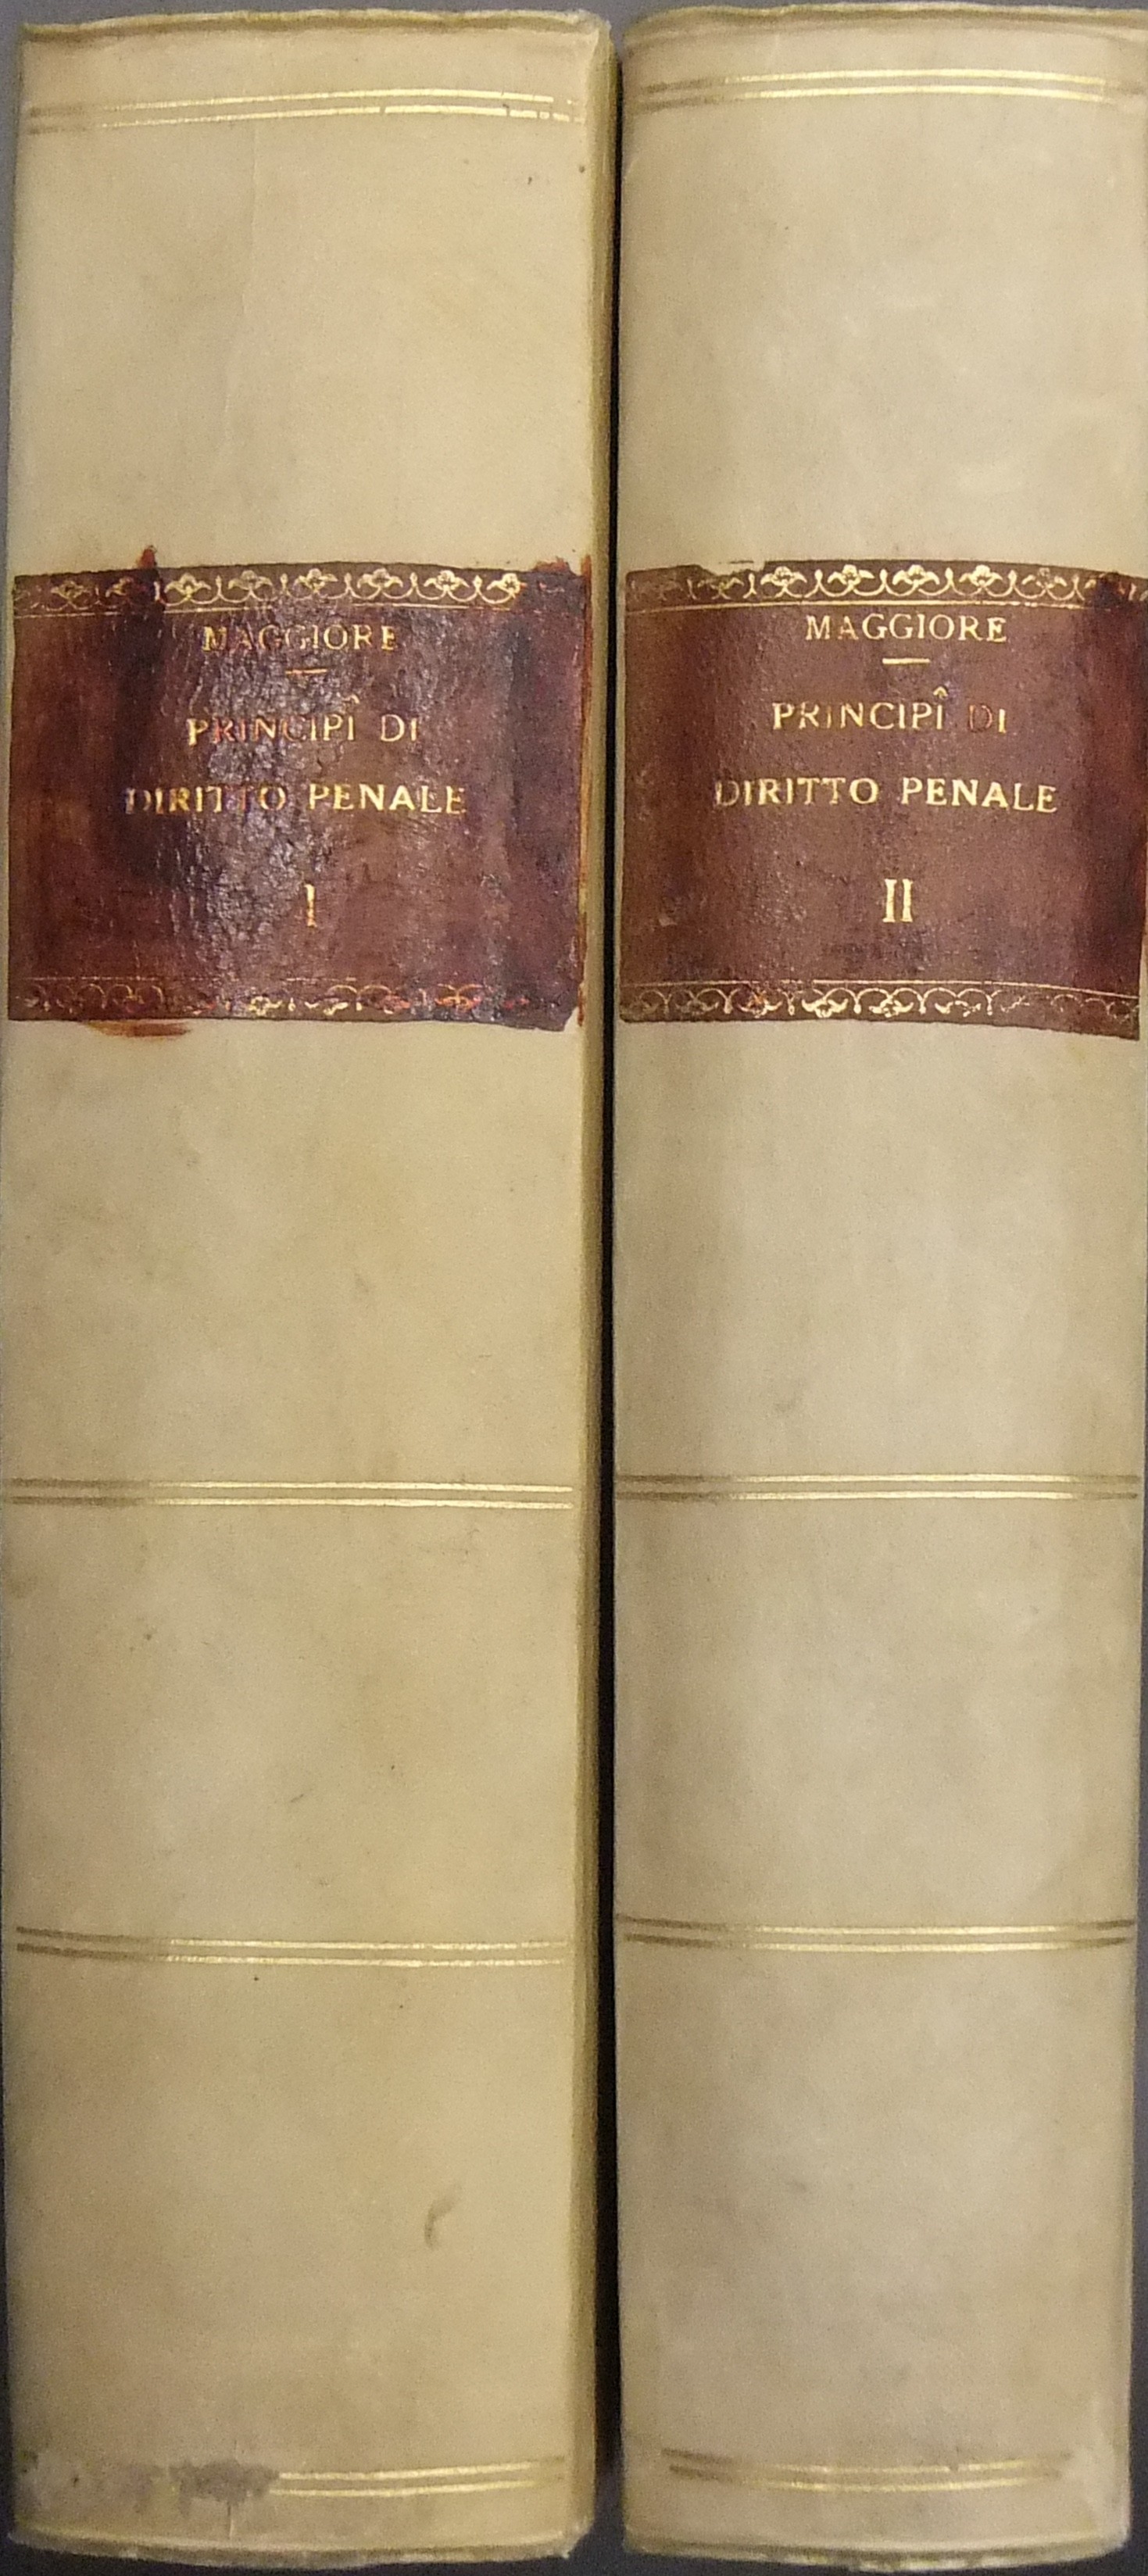 MAGGIORE
PRINCIPÎ DI
DIRITTO PENALE
I
MAGGIORE
PRINCIPÎ DI
DIRITTO PENALE
II